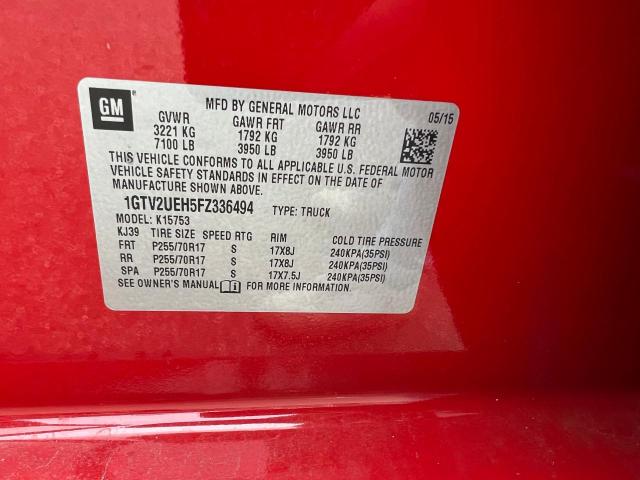 GM
MFD BY GENERAL MOTORS LLC 05/15
GVWR GAWR FRT GAWR RR
3221 KG 1792 KG 1792 KG
7100 LB 3950 LB 3950 LB
THIS VEHICLE CONFORMS TO ALL APPLICABLE U.S. FEDERAL MOTOR
VEHICLE SAFETY STANDARDS IN EFFECT ON THE DATE OF
MANUFACTURE SHOWN ABOVE.
1GTV2UEH5FZ336494 TYPE: TRUCK
MODEL: K15753
KJ39 TIRE SIZE SPEED RTG RIM COLD TIRE PRESSURE
FRT P255/70R17 S 17X8J 240KPA(35PSI)
RR P255/70R17 S 17X8J 240KPA(35PSI)
SPA P255/70R17 S 17X7.5J 240KPA(35PSI)
SEE OWNER'S MANUAL FOR MORE INFORMATION